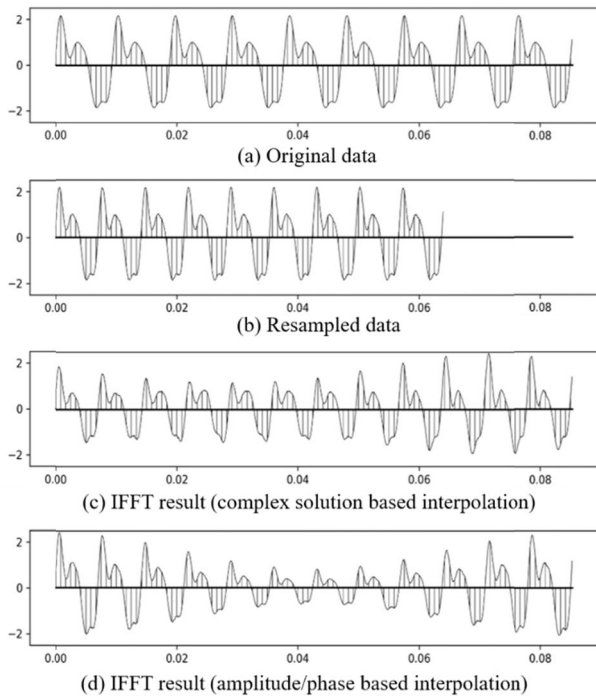 2
0
−2
0.00 0.02 0.04 0.06 0.08
(a) Original data
2
0
−2
0.00 0.02 0.04 0.06 0.08
(b) Resampled data
2
0
−2
0.00 0.02 0.04 0.06 0.08
(c) IFFT result (complex solution based interpolation)
2
0
−2
0.00 0.02 0.04 0.06 0.08
(d) IFFT result (amplitude/phase based interpolation)